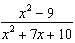 x² − 9
x² + 7x + 10